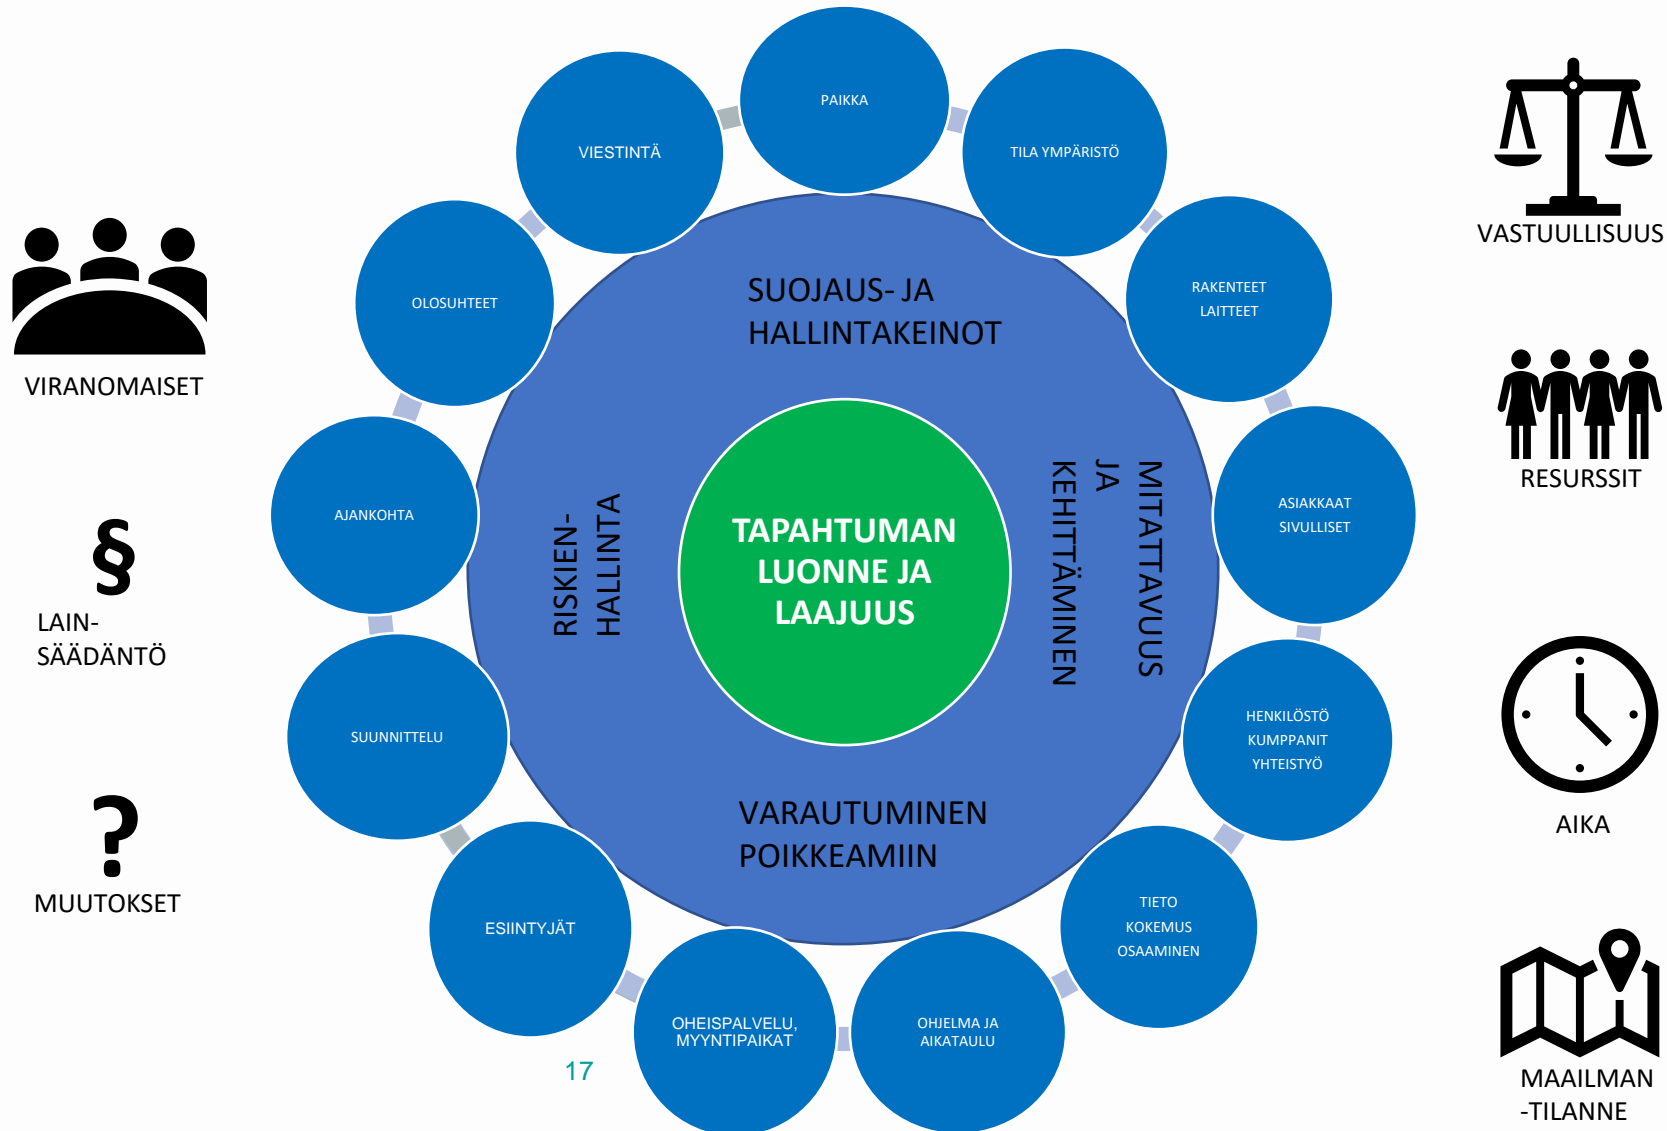 PAIKKA
TILA YMPÄRISTÖ
RAKENTEET
LAITTEET
ASIAKKAAT
SIVULLISET
HENKILÖSTÖ
KUMPPANIT
YHTEISTYÖ
TIETO
KOKEMUS
OSAAMINEN
OHJELMA JA
AIKATAULU
OHEISPALVELU,
MYYNTIPAIKAT
ESIINTYJÄT
SUUNNITTELU
AJANKOHTA
OLOSUHTEET
VIESTINTÄ
SUOJAUS- JA
HALLINTAKEINOT
MITATTAVUUS
JA
KEHITTÄMINEN
VARAUTUMINEN
POIKKEAMIIN
RISKIEN-
HALLINTA
TAPAHTUMAN
LUONNE JA
LAAJUUS
VIRANOMAISET
§
LAIN-
SÄÄDÄNTÖ
?
MUUTOKSET
VASTUULLISUUS
RESURSSIT
AIKA
MAAILMAN
-TILANNE
17